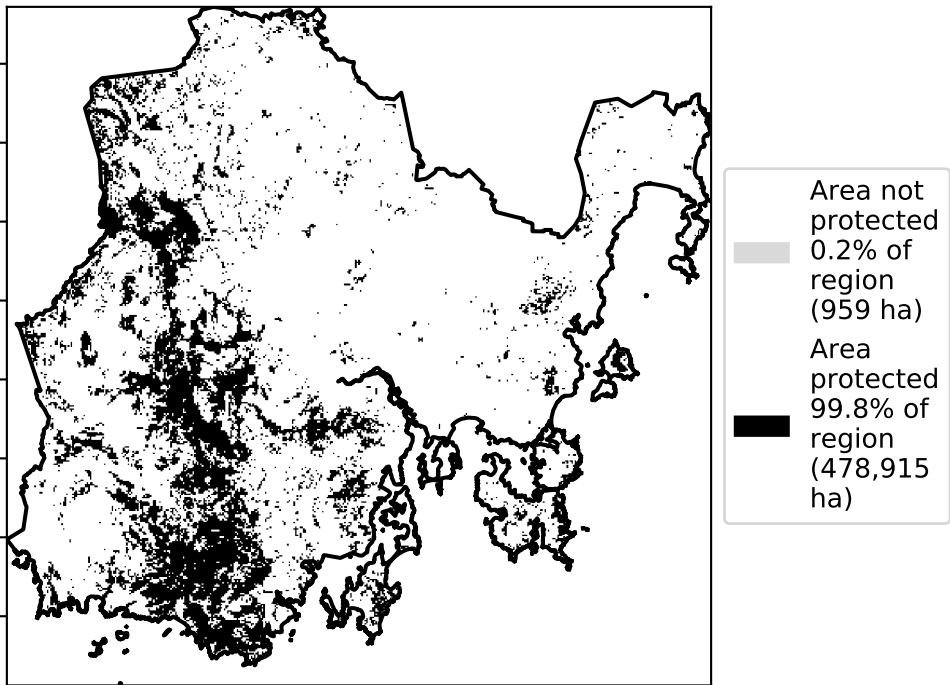 Area not
protected
0.2% of
region
(959 ha)
Area
protected
99.8% of
region
(478,915
ha)